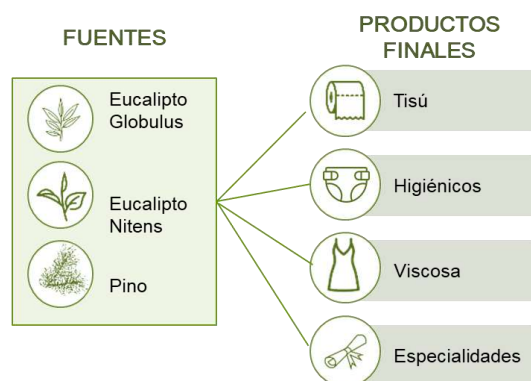 FUENTES
Eucalipto
Globulus
Eucalipto
Nitens
Pino
PRODUCTOS
FINALES
Tisú
Higiénicos
Viscosa
Especialidades